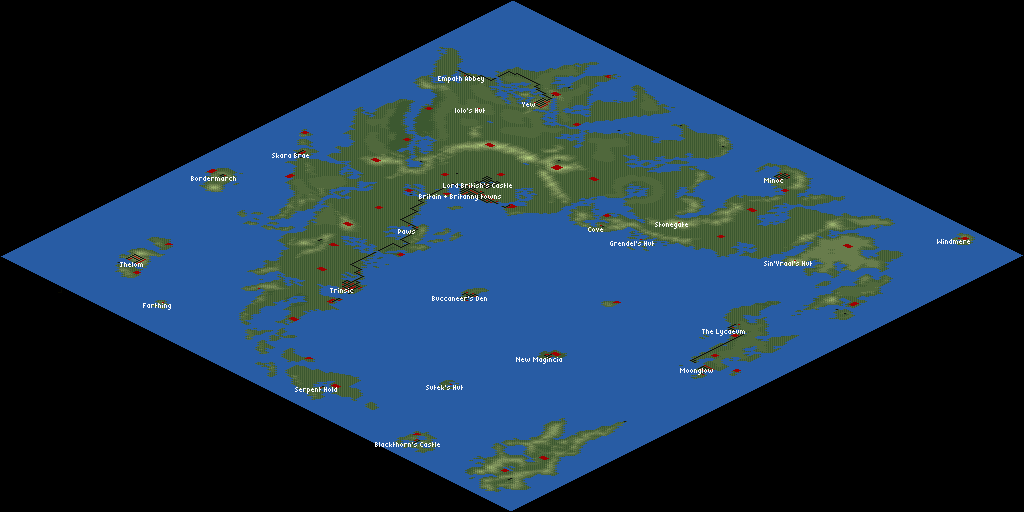 Empath Abbey
Yew
Iolo's Hut
Skara Brae
Bordermarch
Minoc
Lord British's Castle
Britain + Britanny towns
Stonegate
Paws
Cove
Grendel's Hut
Windmere
Jhelom
Sin'Vraal's Hut
Trinsic
Buccaneer's Den
Farthing
The Lycaeum
New Magincia
Moonglow
Serpent Hold
Sutek's Hut
Blackthorn's Castle